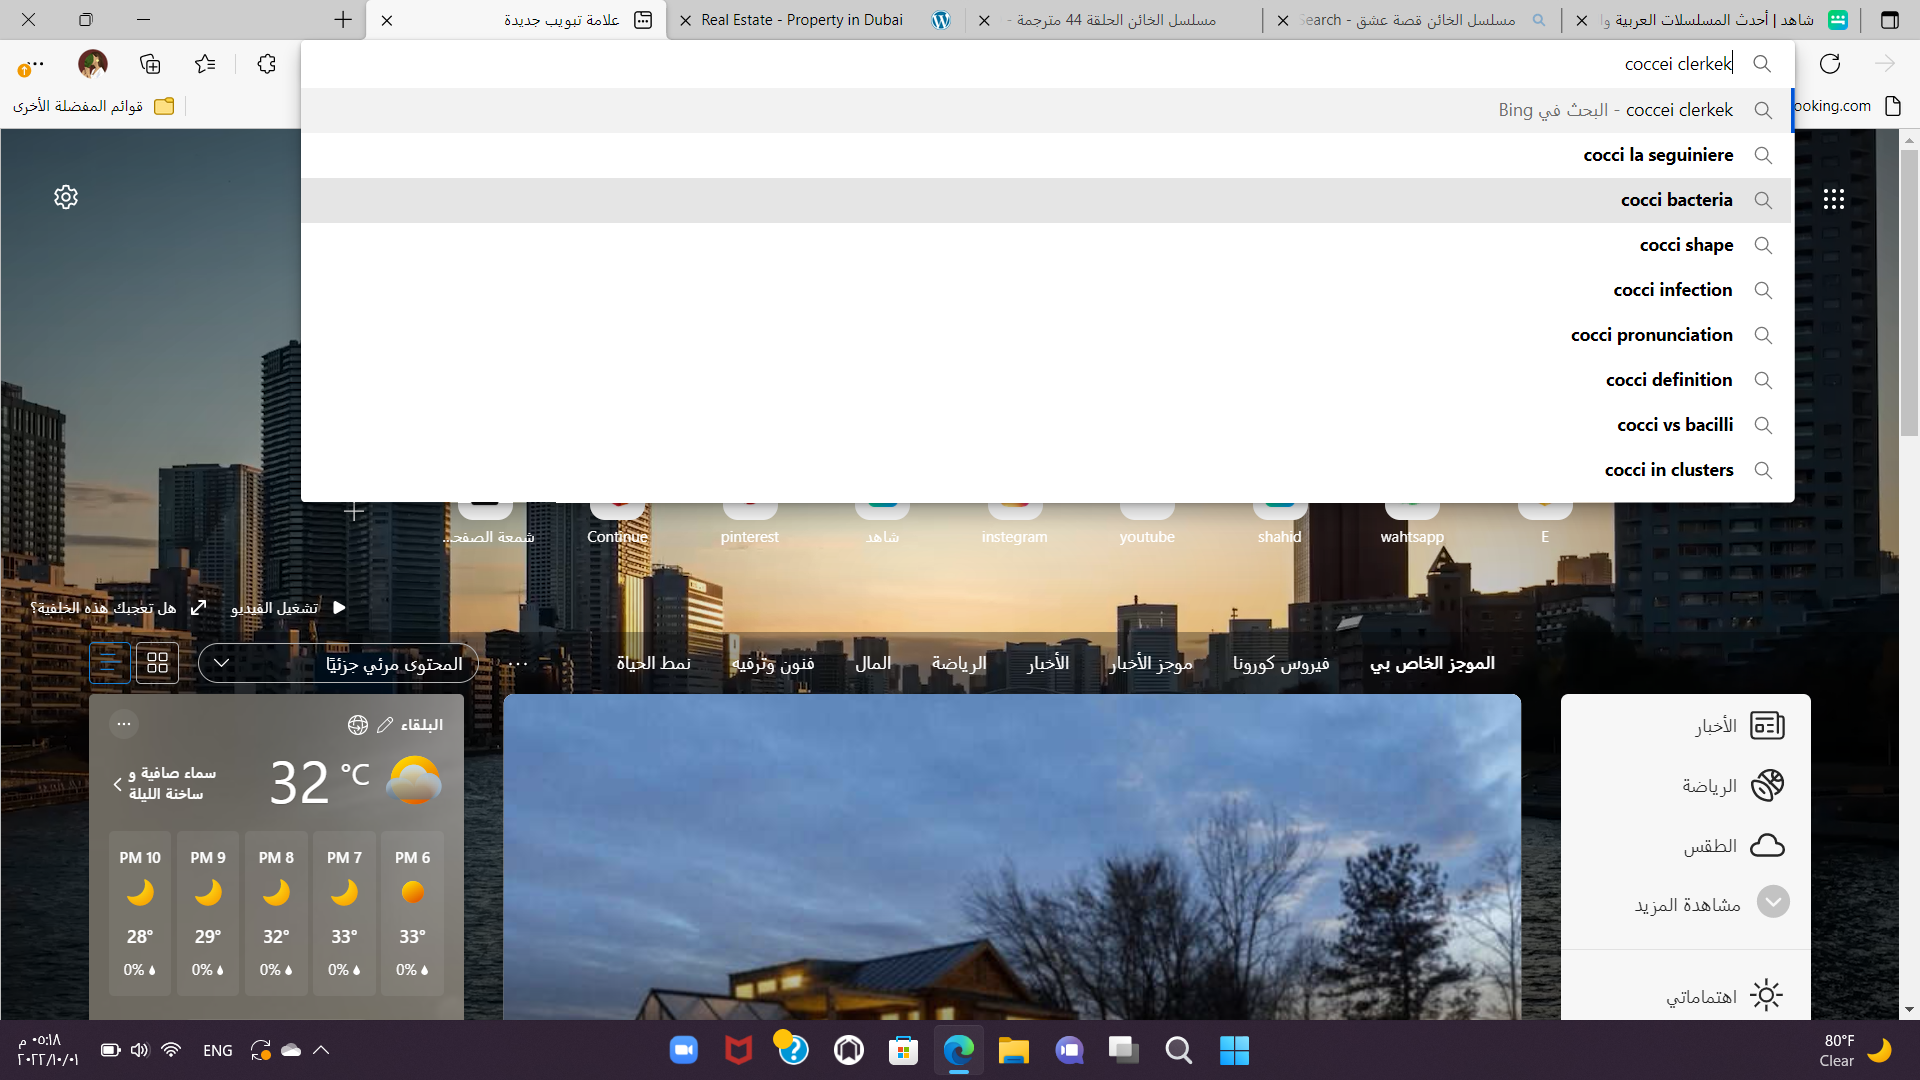 شاهد | أحدث المسلسلات العربية وا
مسلسل الخائن قصة عشق - Search
مسلسل الخائن الحلقة 44 مترجمة -
Real Estate - Property in Dubai
علامة تبويب جديدة
coccei clerkek
ooking.com
قوائم المفضلة الأخرى
coccei clerkek - البحث في Bing
cocci la seguiniere
cocci bacteria
cocci shape
cocci infection
cocci pronunciation
cocci definition
cocci vs bacilli
cocci in clusters
E
wahtsapp
shahid
youtube
instegram
شاهد
pinterest
Continue
شمعة الصفحـ...
تشغيل الفيديو
هل تعجبك هذه الخلفية؟
الموجز الخاص بي
فيروس كورونا
موجز الأخبار
الأخبار
الرياضة
المال
فنون وترفيه
نمط الحياة
المحتوى مرئي جزئيًا
الأخبار
الرياضة
الطقس
مشاهدة المزيد
اهتماماتي
البلقاء
32 °C
سماء صافية و
ساخنة الليلة
PM 6
PM 7
PM 8
PM 9
PM 10
33°
33°
32°
29°
28°
0%
0%
0%
0%
0%
80°F
Clear
ENG
٠٥:١٨ م
٢٠٢٢/١٠/٠١